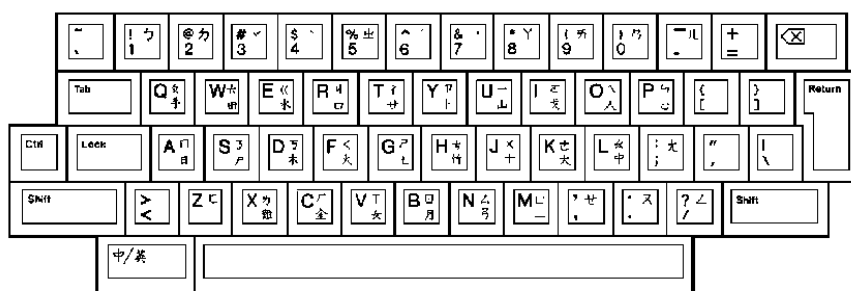 ~ ! ㄅ @ ㄉ # ˇ $ ˋ % ㄓ ^ ˊ & ˙ * ㄚ ( ㄞ ) ㄢ — ㄦ +
` 1 2 3 4 5 6 7 8 9 0 - =
Tab Q ㄆ W ㄊ E ㄍ R ㄐ T ㄔ Y ㄗ U ㄧ I ㄛ O ㄟ P ㄣ { } Return
手 田 水 口 廿 卜 山 戈 人 心 [ ]
Ctrl Lock A ㄇ S ㄋ D ㄎ F ㄑ G ㄕ H ㄘ J ㄨ K ㄜ L ㄠ : ㄤ " |
日 尸 木 火 土 竹 十 大 中 ; , \
Shift > Z ㄈ X ㄌ C ㄏ V ㄒ B ㄖ N ㄙ M ㄩ ' ㄝ : ㄡ ? ㄥ Shift
< 難 金 女 月 弓 一 , . /
中/英